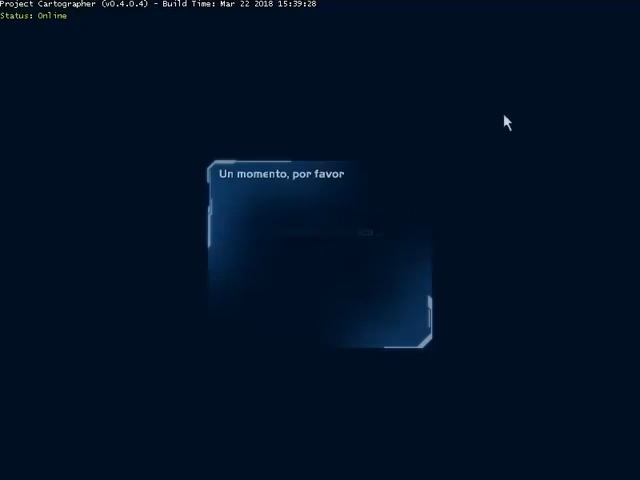 Project Cartographer (v0.4.0.4) - Build Time: Mar 22 2018 15:39:28
Status: Online
Un momento, por favor